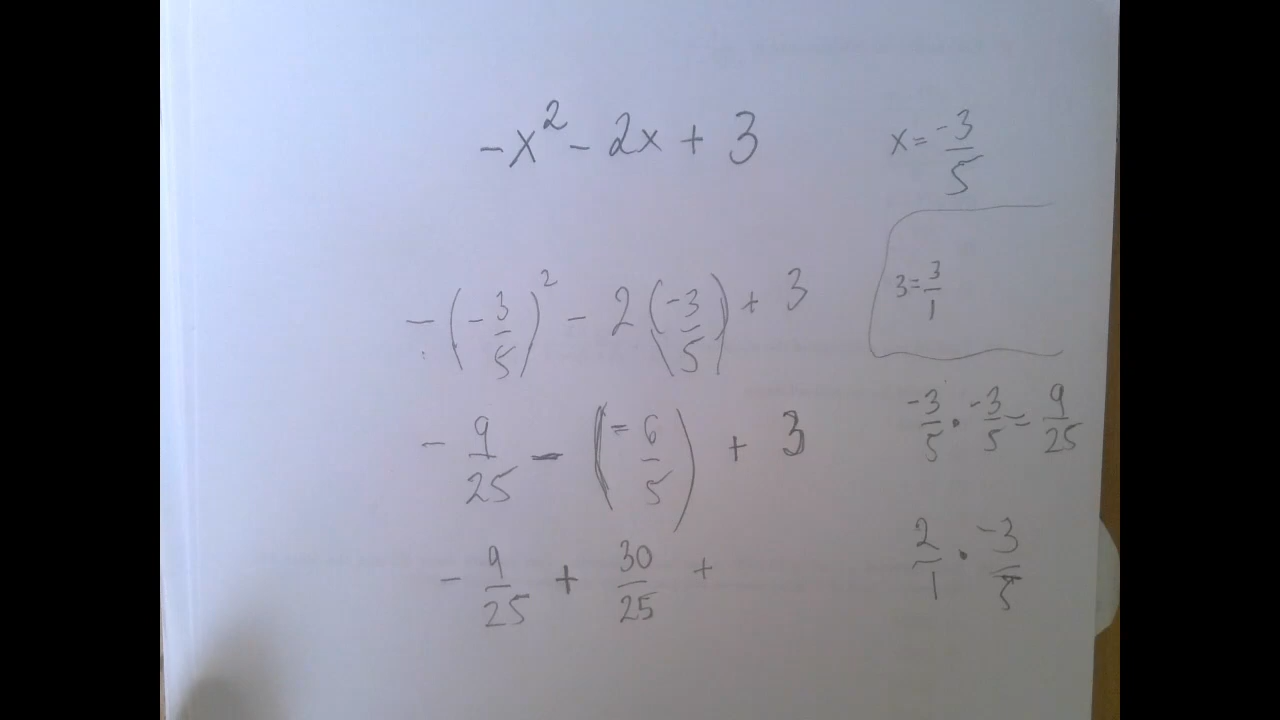 -x² - 2x + 3
x = -3/5
3 = 3/1
-(-3/5)² - 2(-3/5) + 3
-3/5 · -3/5 = 9/25
- 9/25 - (-6/5) + 3
2/1 · -3/5
- 9/25 + 30/25 +